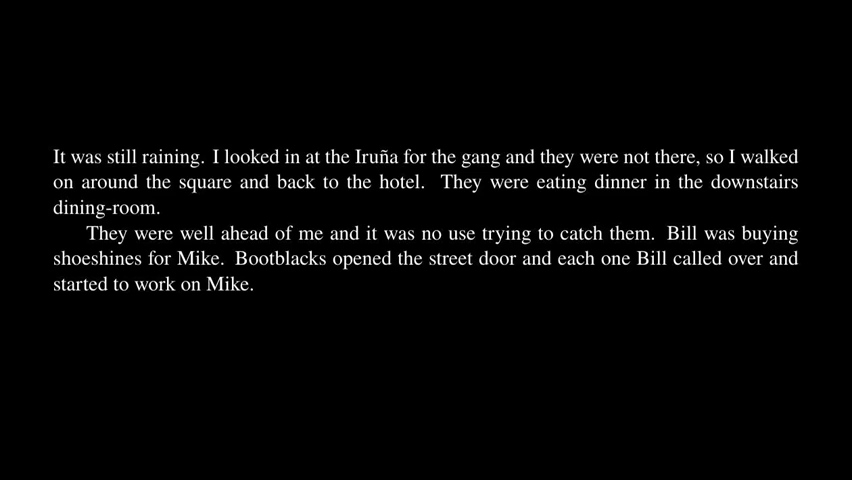 It was still raining. I looked in at the Iruña for the gang and they were not there, so I walked
on around the square and back to the hotel. They were eating dinner in the downstairs
dining-room.
They were well ahead of me and it was no use trying to catch them. Bill was buying
shoeshines for Mike. Bootblacks opened the street door and each one Bill called over and
started to work on Mike.